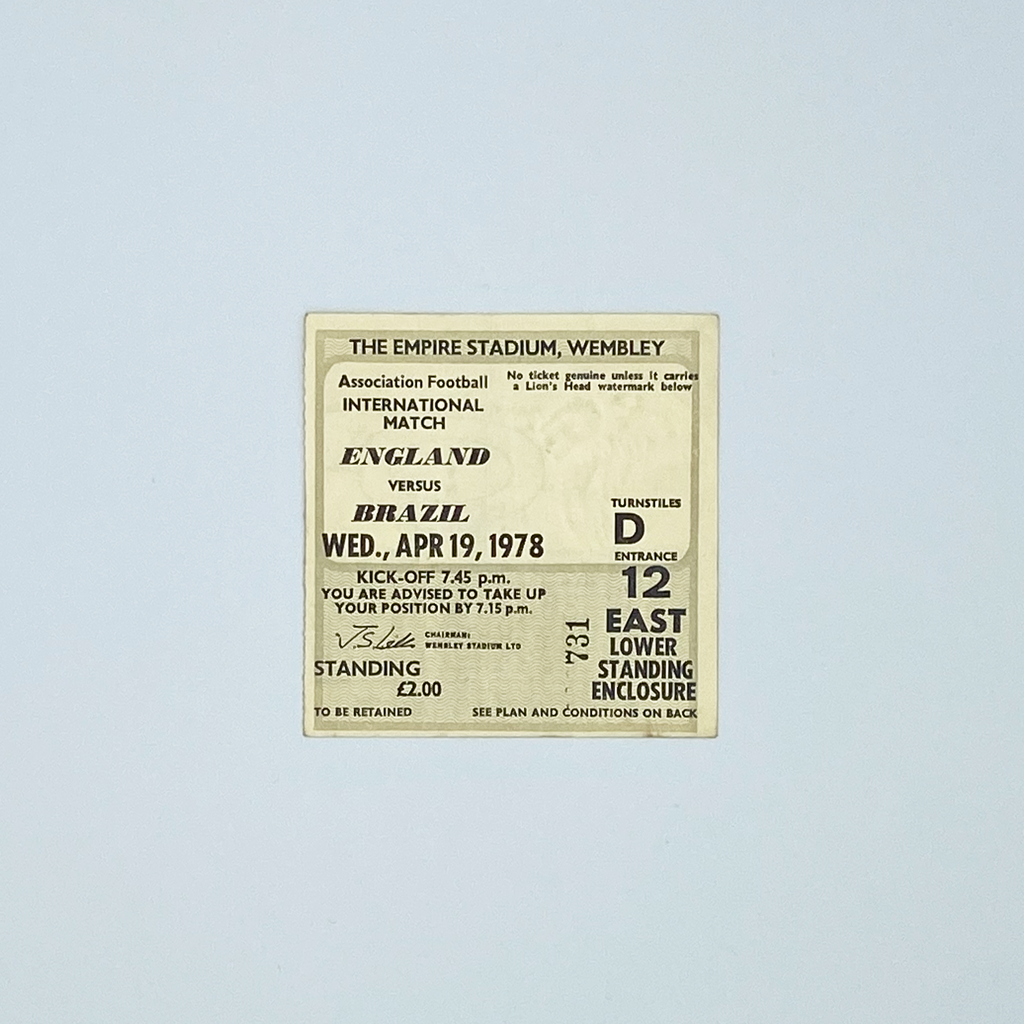 THE EMPIRE STADIUM, WEMBLEY
Association Football
No ticket genuine unless it carries
a Lion's Head watermark below
INTERNATIONAL
MATCH
ENGLAND
VERSUS
BRAZIL
WED., APR 19, 1978
TURNSTILES
D
ENTRANCE
12
EAST
LOWER
STANDING
ENCLOSURE
KICK-OFF 7.45 p.m.
YOU ARE ADVISED TO TAKE UP
YOUR POSITION BY 7.15 p.m.
CHAIRMAN:
WEMBLEY STADIUM LTD
731
STANDING
£2.00
TO BE RETAINED
SEE PLAN AND CONDITIONS ON BACK